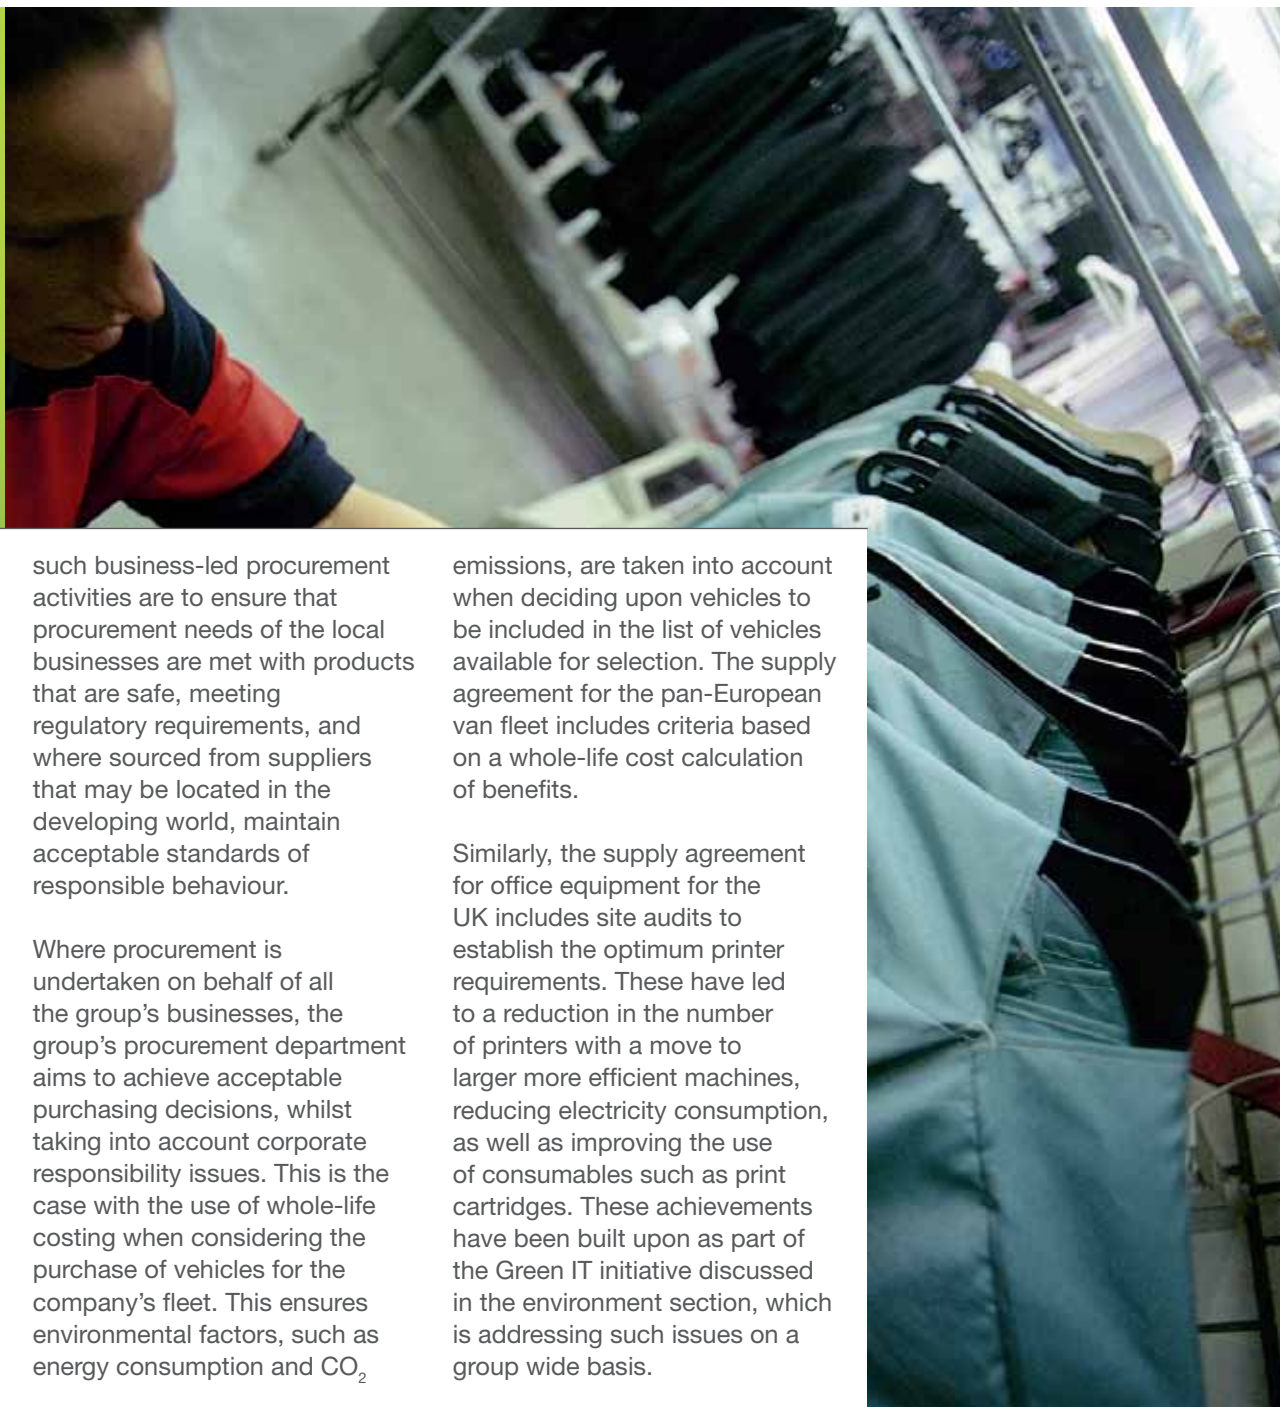 such business-led procurement
activities are to ensure that
procurement needs of the local
businesses are met with products
that are safe, meeting
regulatory requirements, and
where sourced from suppliers
that may be located in the
developing world, maintain
acceptable standards of
responsible behaviour.
Where procurement is
undertaken on behalf of all
the group’s businesses, the
group’s procurement department
aims to achieve acceptable
purchasing decisions, whilst
taking into account corporate
responsibility issues. This is the
case with the use of whole-life
costing when considering the
purchase of vehicles for the
company’s fleet. This ensures
environmental factors, such as
energy consumption and CO₂
emissions, are taken into account
when deciding upon vehicles to
be included in the list of vehicles
available for selection. The supply
agreement for the pan-European
van fleet includes criteria based
on a whole-life cost calculation
of benefits.
Similarly, the supply agreement
for office equipment for the
UK includes site audits to
establish the optimum printer
requirements. These have led
to a reduction in the number
of printers with a move to
larger more efficient machines,
reducing electricity consumption,
as well as improving the use
of consumables such as print
cartridges. These achievements
have been built upon as part of
the Green IT initiative discussed
in the environment section, which
is addressing such issues on a
group wide basis.